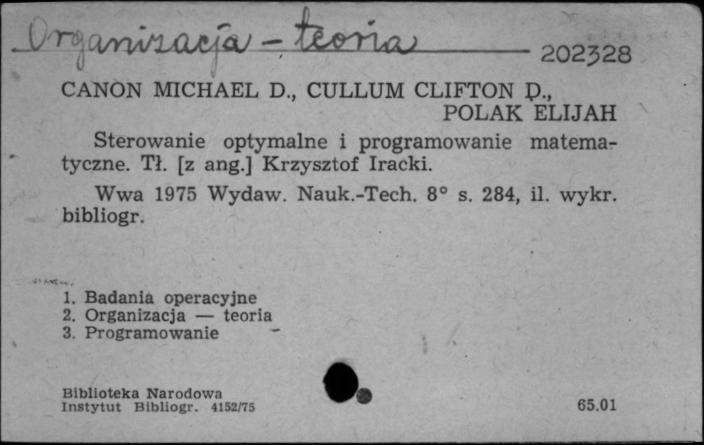 Organizacja – teoria
202328
CANON MICHAEL D., CULLUM CLIFTON D.,
POLAK ELIJAH
Sterowanie optymalne i programowanie matema-
tyczne. Tł. [z ang.] Krzysztof Iracki.
Wwa 1975 Wydaw. Nauk.-Tech. 8° s. 284, il. wykr.
bibliogr.
1. Badania operacyjne
2. Organizacja — teoria
3. Programowanie
Biblioteka Narodowa
Instytut Bibliogr. 4152/75
65.01